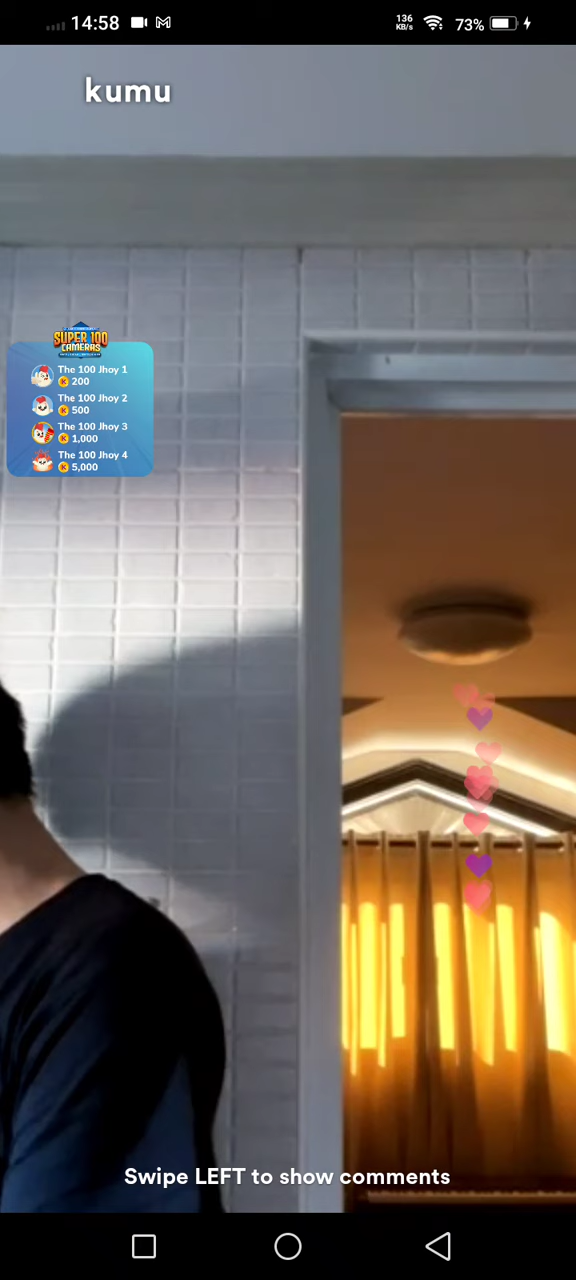 14:58
136
KB/s
73%
kumu
SUPER 100
CAMERAS
The 100 Jhoy 1
K 200
The 100 Jhoy 2
K 500
The 100 Jhoy 3
K 1,000
The 100 Jhoy 4
K 5,000
Swipe LEFT to show comments